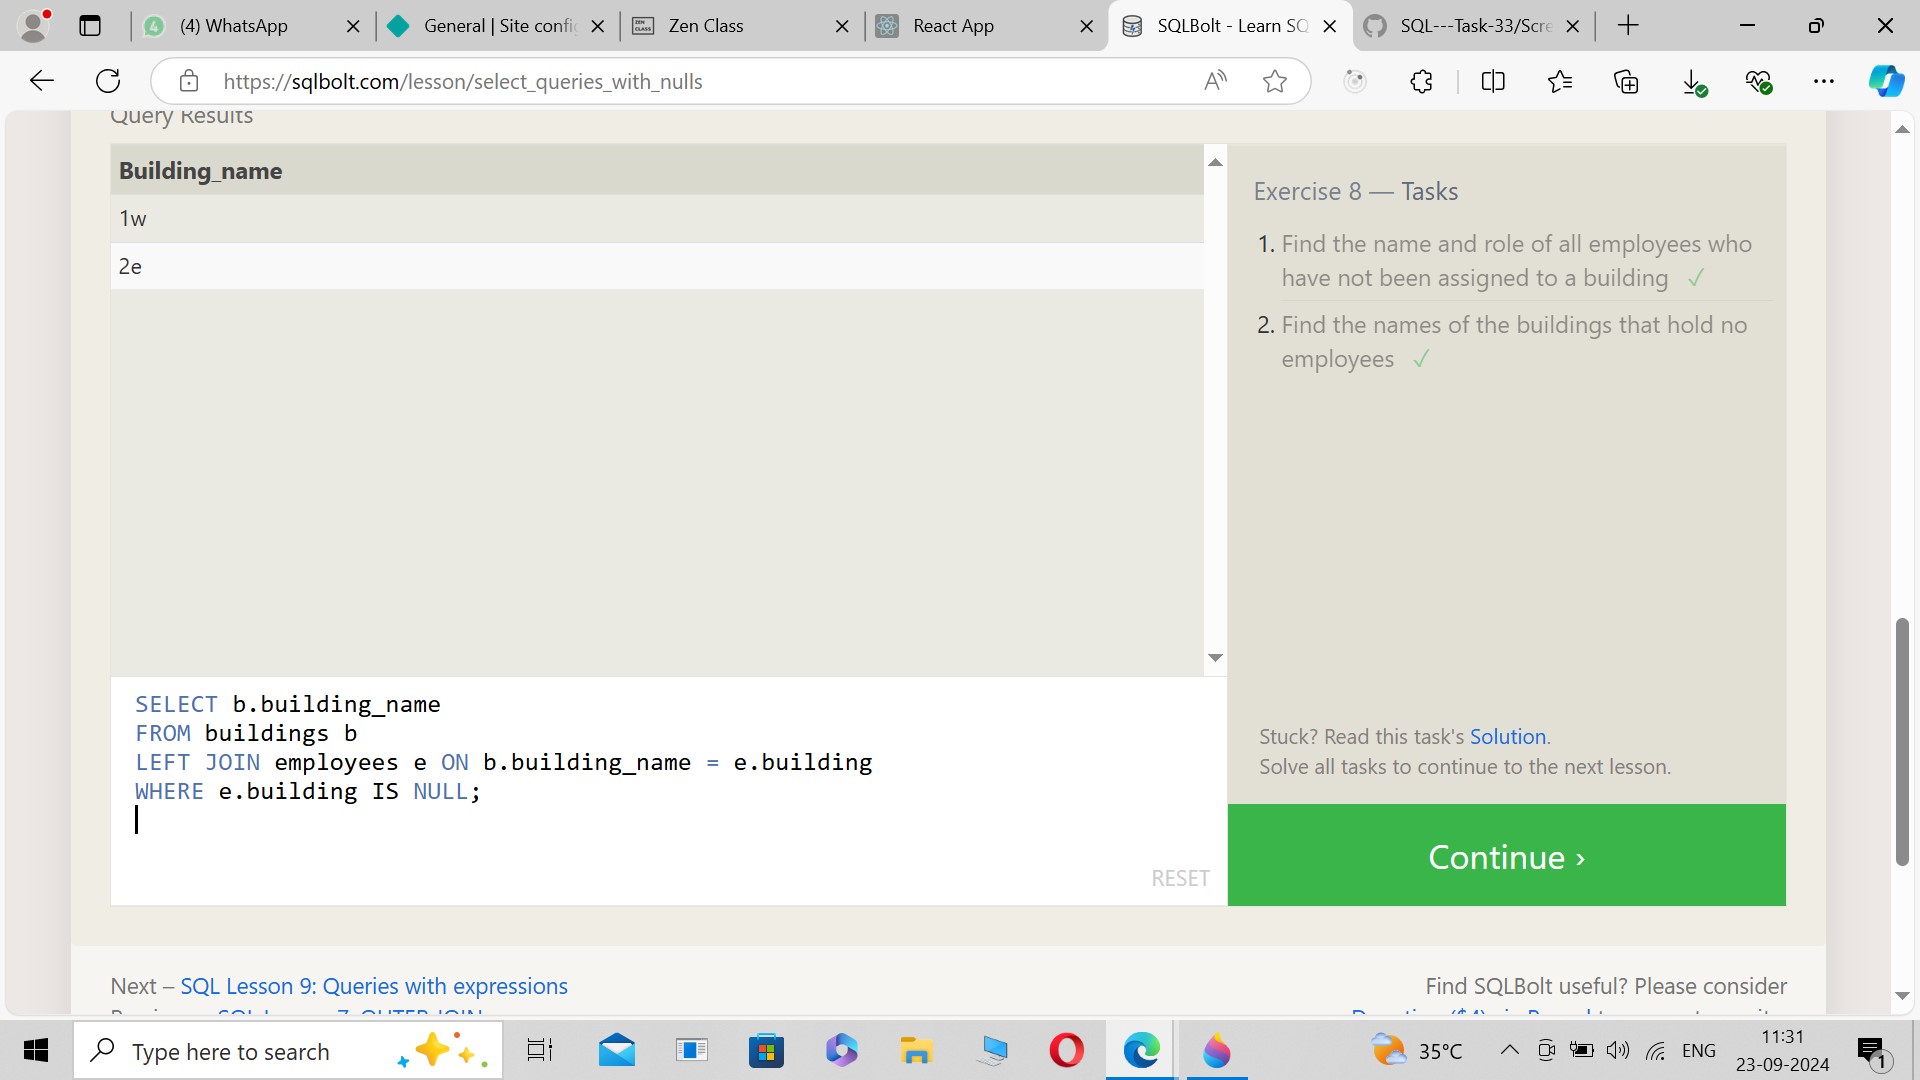 (4) WhatsApp
General | Site config
Zen Class
React App
SQLBolt - Learn SQ
SQL---Task-33/Scre
https://sqlbolt.com/lesson/select_queries_with_nulls
Query Results
Building_name
1w
2e
Exercise 8 — Tasks
1. Find the name and role of all employees who
have not been assigned to a building ✓
2. Find the names of the buildings that hold no
employees ✓
SELECT b.building_name
FROM buildings b
LEFT JOIN employees e ON b.building_name = e.building
WHERE e.building IS NULL;
RESET
Stuck? Read this task's Solution.
Solve all tasks to continue to the next lesson.
Continue ›
Next – SQL Lesson 9: Queries with expressions
Find SQLBolt useful? Please consider
Type here to search
35°C
ENG
11:31
23-09-2024
1